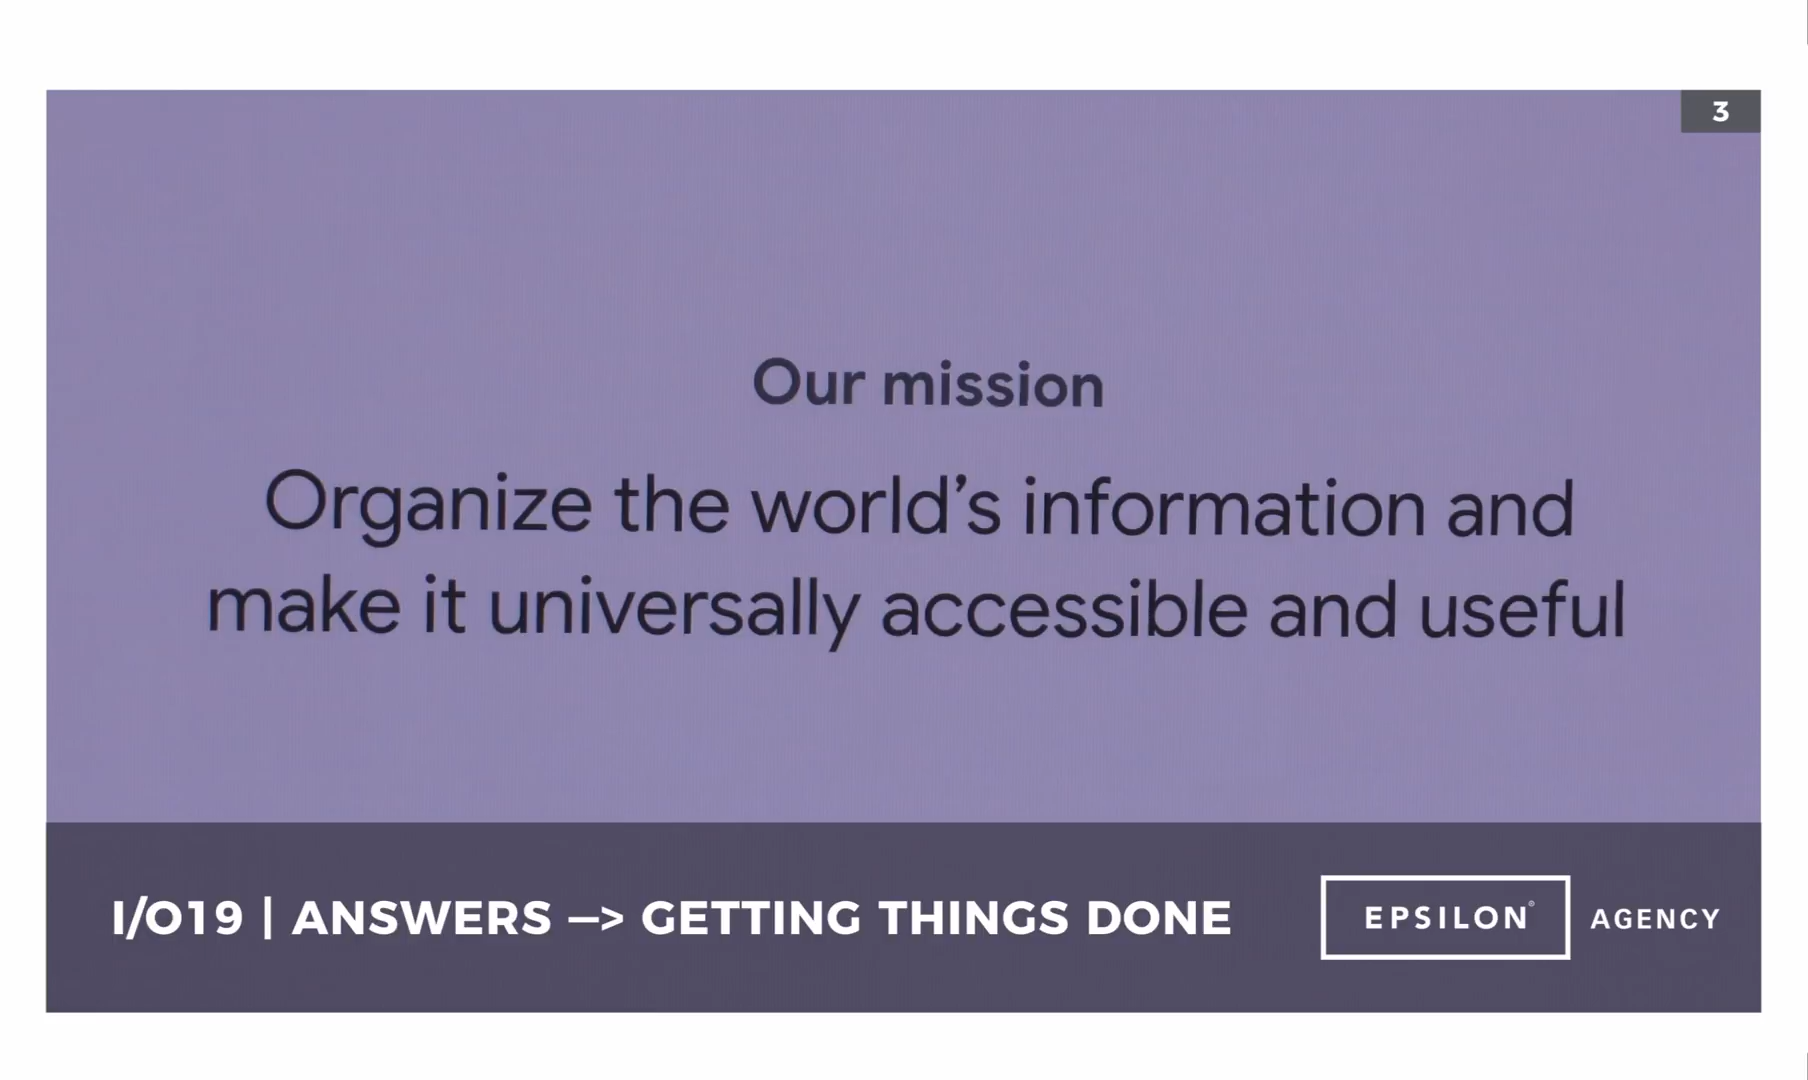 3
Our mission
Organize the world’s information and
make it universally accessible and useful
I/O19 | ANSWERS —> GETTING THINGS DONE
EPSILON® AGENCY